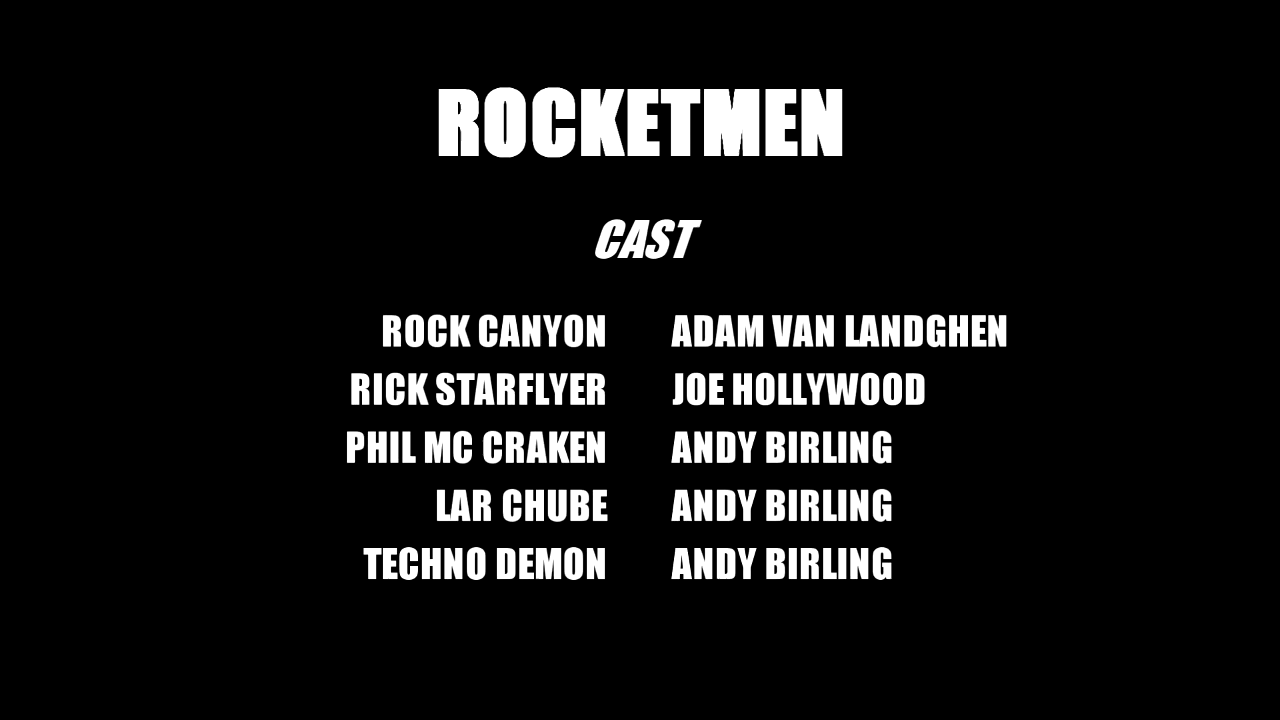 ROCKETMEN
CAST
ROCK CANYON ADAM VAN LANDGHEN
RICK STARFLYER JOE HOLLYWOOD
PHIL MC CRAKEN ANDY BIRLING
LAR CHUBE ANDY BIRLING
TECHNO DEMON ANDY BIRLING